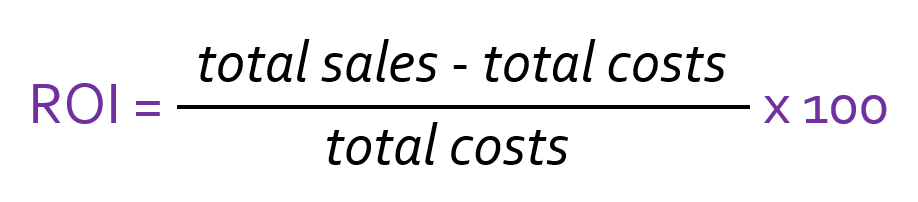 total sales - total costs
ROI = x 100
total costs